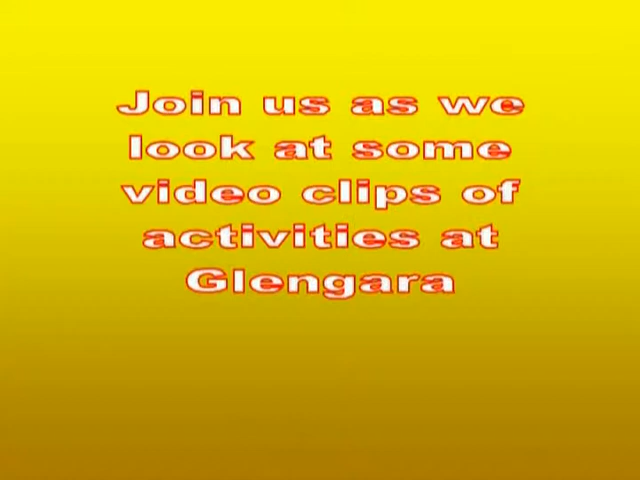 Join us as we
look at some
video clips of
activities at
Glengara